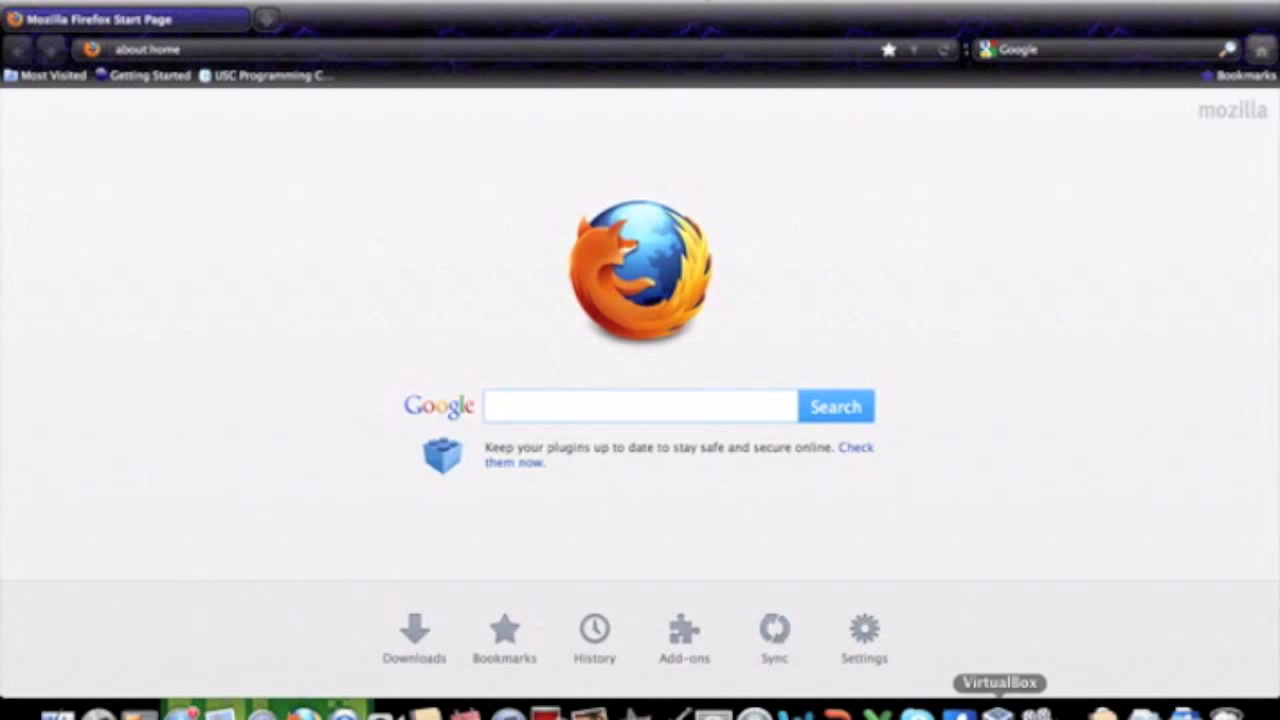 Mozilla Firefox Start Page
about:home
Google
Most Visited
Getting Started
USC Programming C...
Bookmarks
mozilla
Google
Search
Keep your plugins up to date to stay safe and secure online. Check
them now.
Downloads
Bookmarks
History
Add-ons
Sync
Settings
VirtualBox